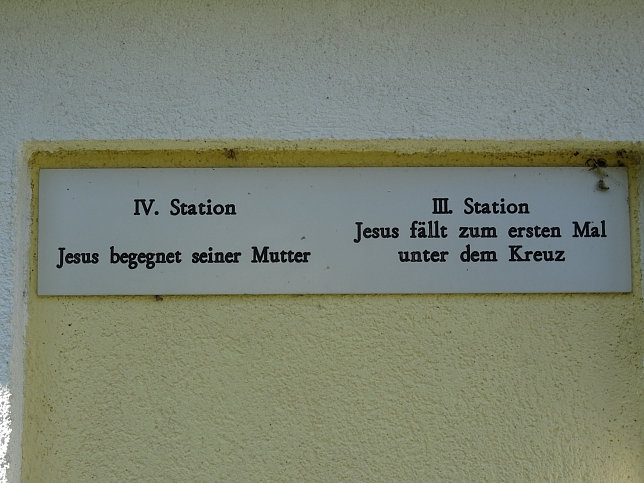 IV. Station
Jesus begegnet seiner Mutter
III. Station
Jesus fällt zum ersten Mal
unter dem Kreuz